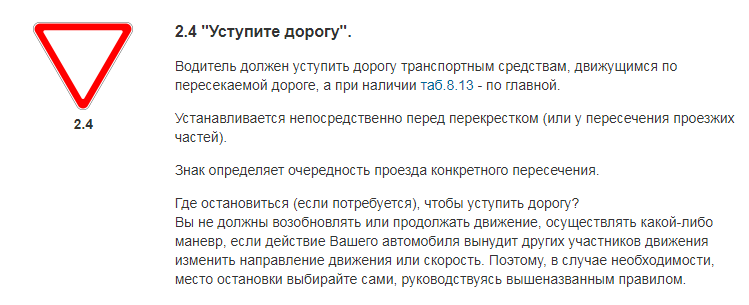 2.4 "Уступите дорогу".
Водитель должен уступить дорогу транспортным средствам, движущимся по
пересекаемой дороге, а при наличии таб.8.13 - по главной.
2.4
Устанавливается непосредственно перед перекрестком (или у пересечения проезжих
частей).
Знак определяет очередность проезда конкретного пересечения.
Где остановиться (если потребуется), чтобы уступить дорогу?
Вы не должны возобновлять или продолжать движение, осуществлять какой-либо
маневр, если действие Вашего автомобиля вынудит других участников движения
изменить направление движения или скорость. Поэтому, в случае необходимости,
место остановки выбирайте сами, руководствуясь вышеназванным правилом.